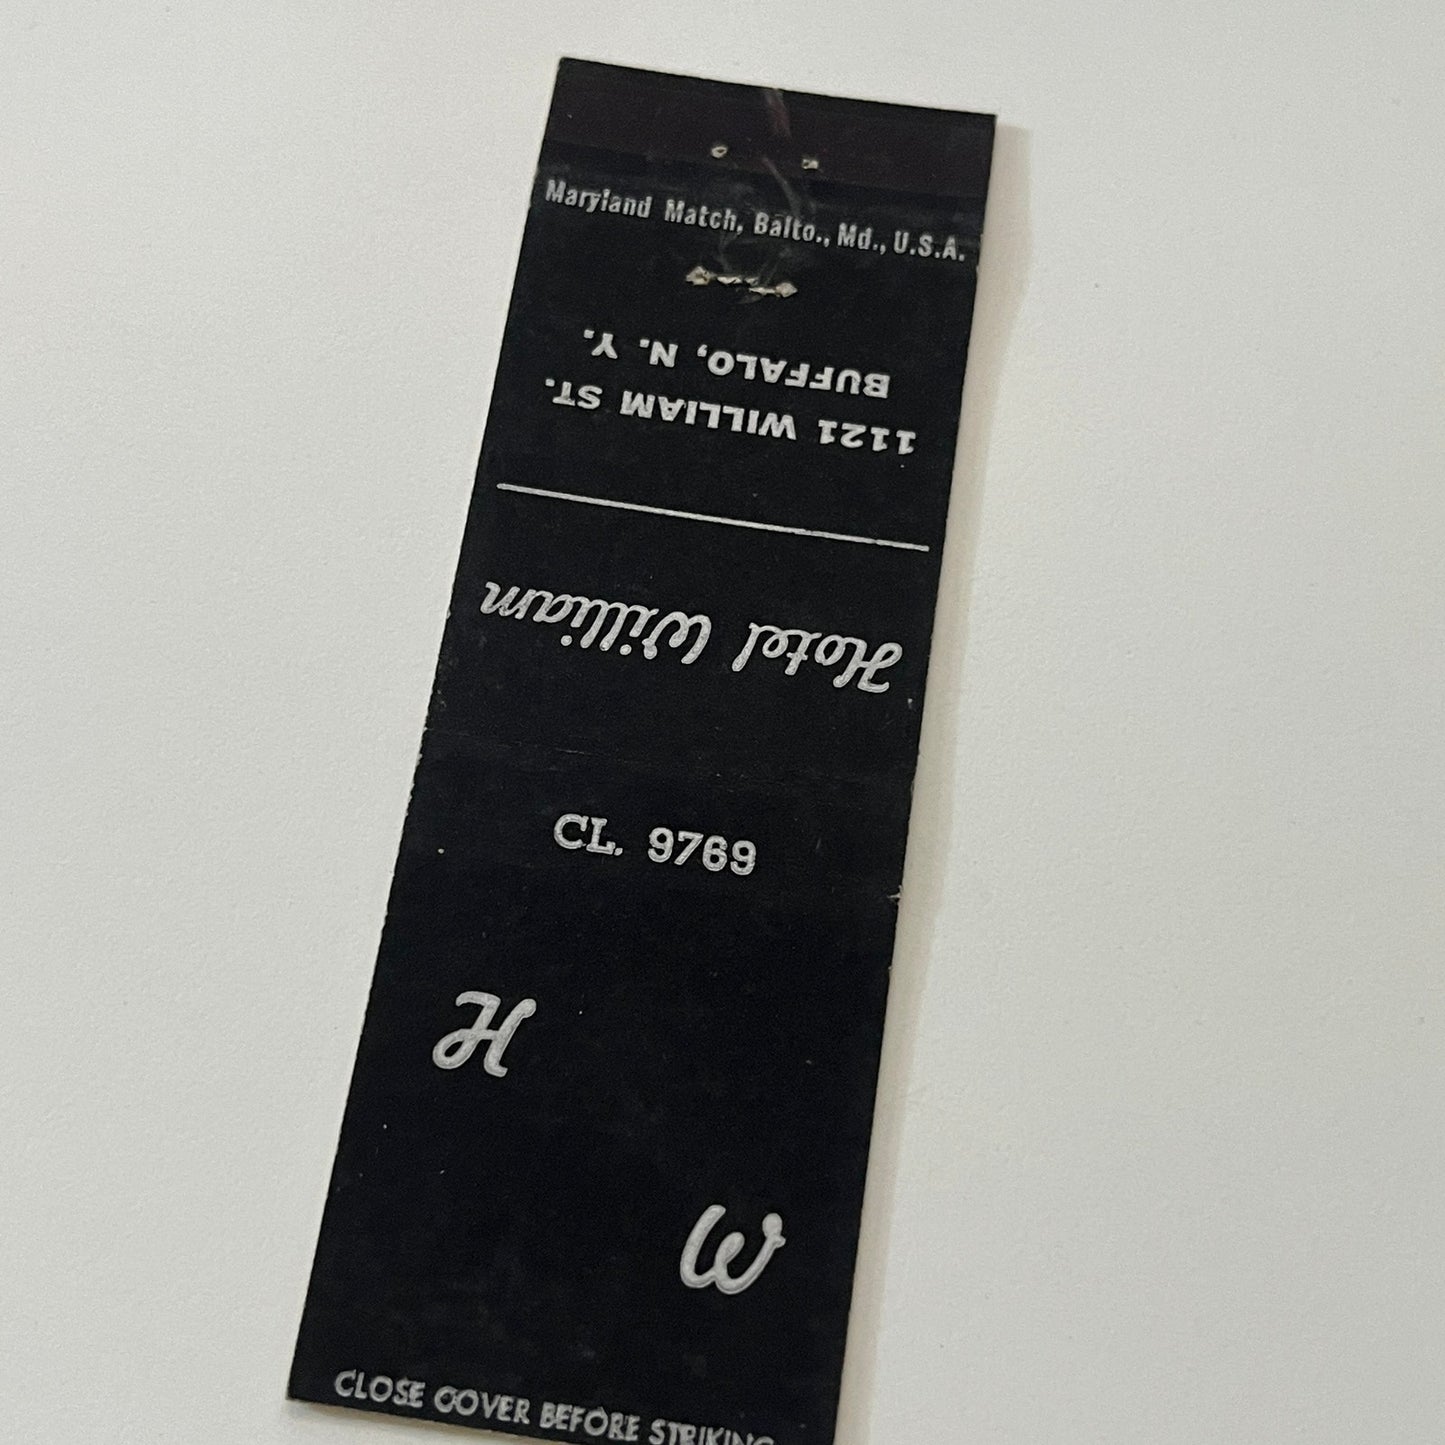 Maryland Match, Balto., Md., U.S.A.
1121 WILLIAM ST.
BUFFALO, N. Y.
Hotel William
CL. 9769
H
W
CLOSE COVER BEFORE STRIKING